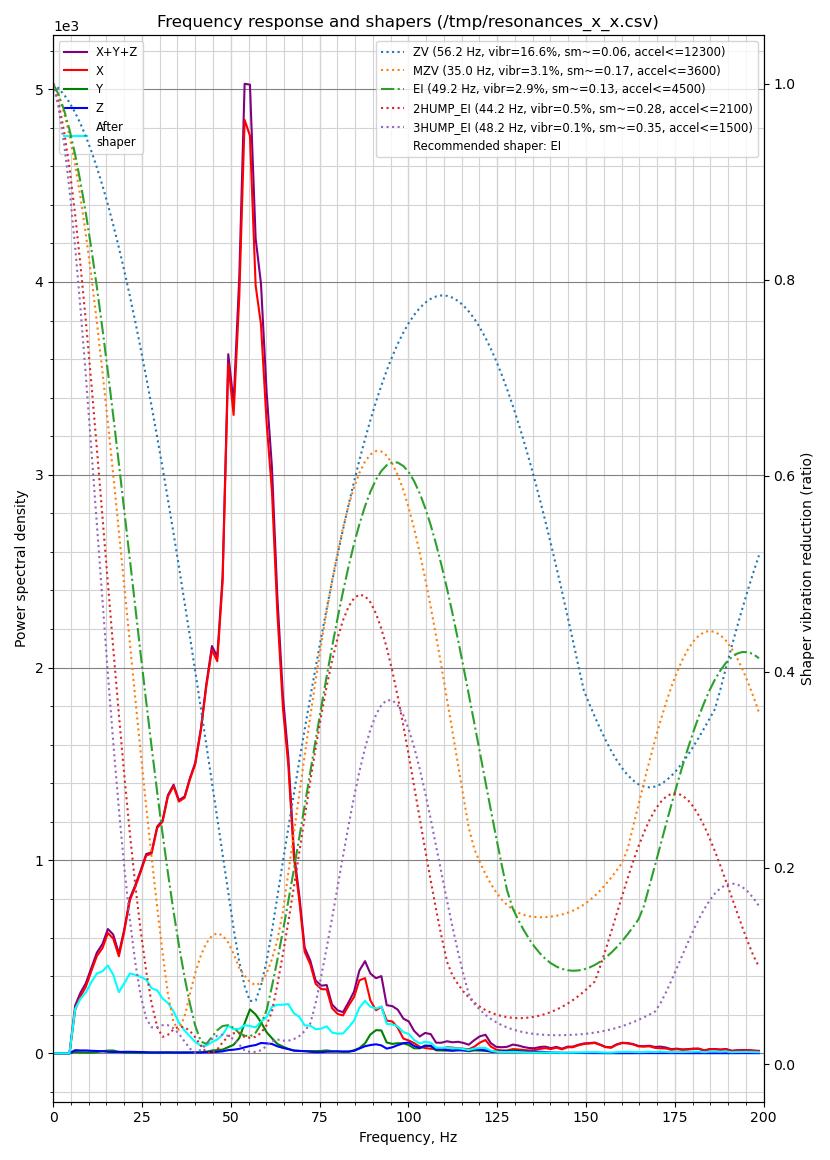 Frequency response and shapers (/tmp/resonances_x_x.csv)
1e3
X+Y+Z
X
Y
Z
After
shaper
ZV (56.2 Hz, vibr=16.6%, sm~=0.06, accel<=12300)
MZV (35.0 Hz, vibr=3.1%, sm~=0.17, accel<=3600)
EI (49.2 Hz, vibr=2.9%, sm~=0.13, accel<=4500)
2HUMP_EI (44.2 Hz, vibr=0.5%, sm~=0.28, accel<=2100)
3HUMP_EI (48.2 Hz, vibr=0.1%, sm~=0.35, accel<=1500)
Recommended shaper: EI
5
4
3
2
1
0
Power spectral density
1.0
0.8
0.6
0.4
0.2
0.0
Shaper vibration reduction (ratio)
0 25 50 75 100 125 150 175 200
Frequency, Hz